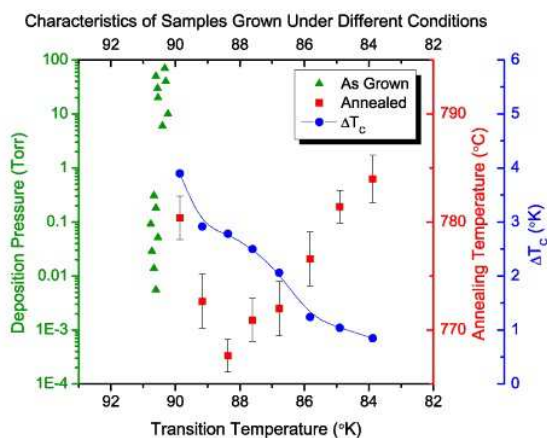 Characteristics of Samples Grown Under Different Conditions
92 90 88 86 84 82
100
10
1
0.1
0.01
1E-3
1E-4
Deposition Pressure (Torr)
As Grown
Annealed
ΔT_C
790
780
770
Annealing Temperature (°C)
6
5
4
3
2
1
0
ΔT_C (°K)
92 90 88 86 84 82
Transition Temperature (°K)